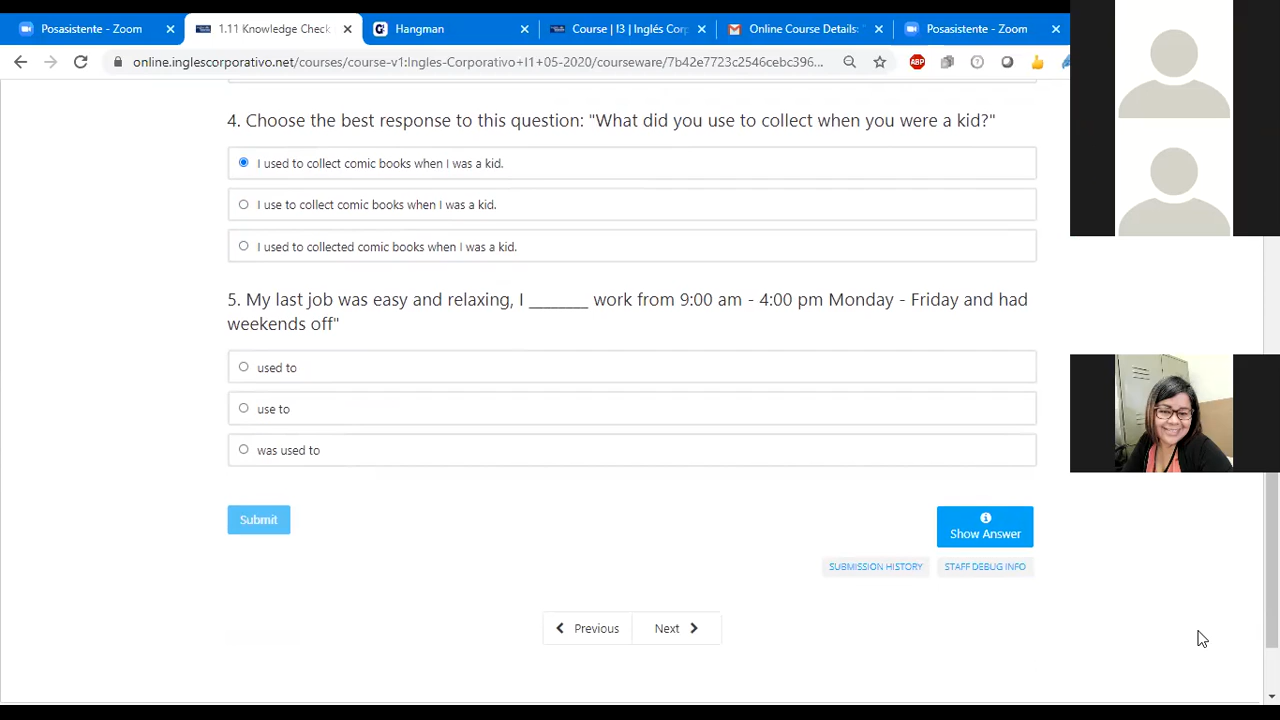 Posasistente - Zoom
1.11 Knowledge Check
Hangman
Course | I3 | Inglés Corp
Online Course Details:
Posasistente - Zoom
online.inglescorporativo.net/courses/course-v1:Ingles-Corporativo+I1+05-2020/courseware/7b42e7723c2546cebc396...
ABP
4. Choose the best response to this question: "What did you use to collect when you were a kid?"
I used to collect comic books when I was a kid.
I use to collect comic books when I was a kid.
I used to collected comic books when I was a kid.
5. My last job was easy and relaxing, I ________ work from 9:00 am - 4:00 pm Monday - Friday and had
weekends off"
used to
use to
was used to
Submit
Show Answer
SUBMISSION HISTORY
STAFF DEBUG INFO
Previous
Next